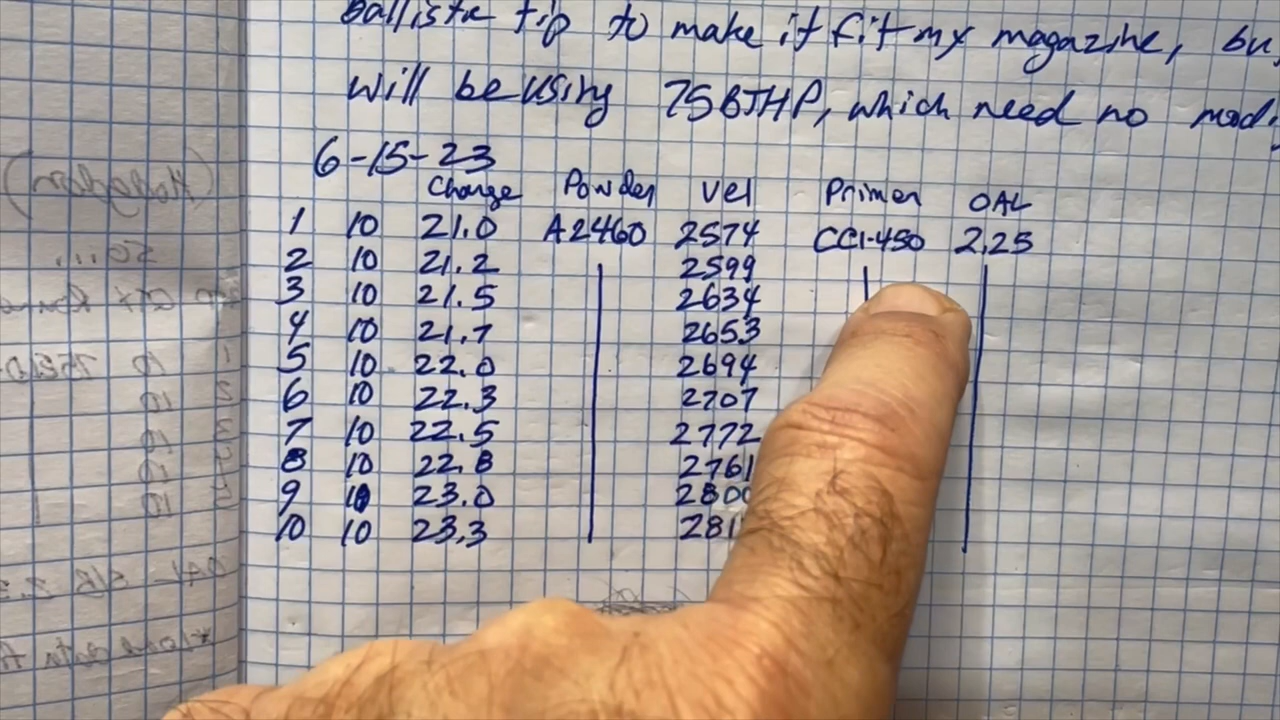 ballistic tip to make it fit my magazine,
will be using 75BTHP, which need no
6-15-23
Charge Powder Vel Primer OAL
1 10 21.0 A2460 2574 CCI-450 2.25
2 10 21.2 2599
3 10 21.5 2634
4 10 21.7 2653
5 10 22.0 2694
6 10 22.3 2707
7 10 22.5 2772
8 10 22.8 2761
9 10 23.0 2800
10 10 23.3